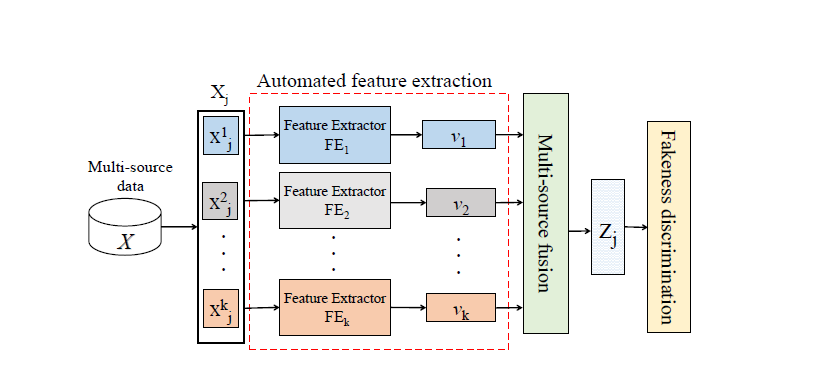 Automated feature extraction
Xj
Multi-source
data
X
X1j
Feature Extractor
FE1
v1
X2j
Feature Extractor
FE2
v2
. . .
. . .
. . .
Xkj
Feature Extractor
FEk
vk
Multi-source fusion
Zj
Fakeness discrimination